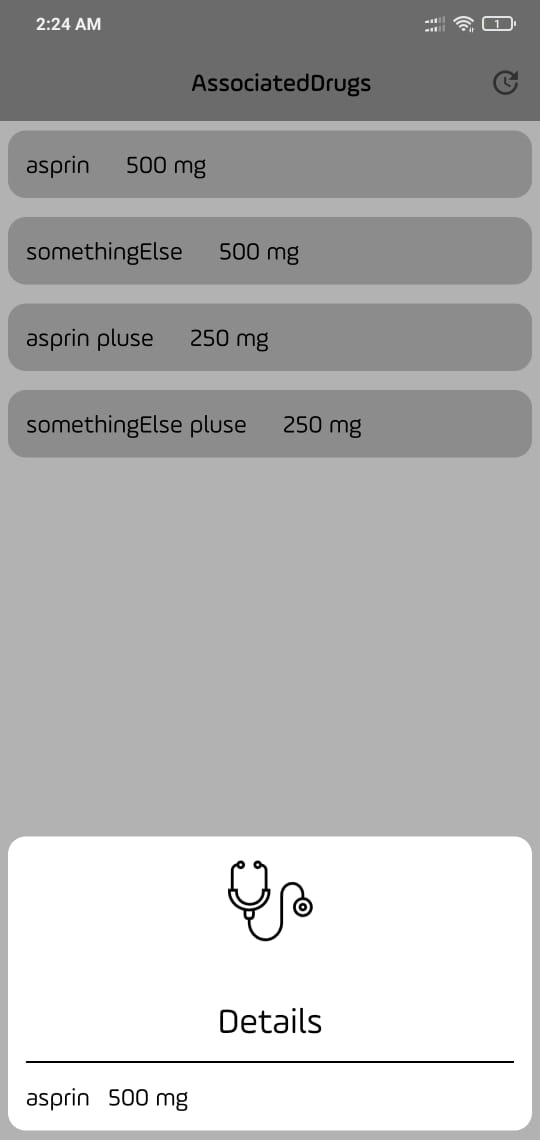 2:24 AM
1
AssociatedDrugs
asprin 500 mg
somethingElse 500 mg
asprin pluse 250 mg
somethingElse pluse 250 mg
Details
asprin 500 mg